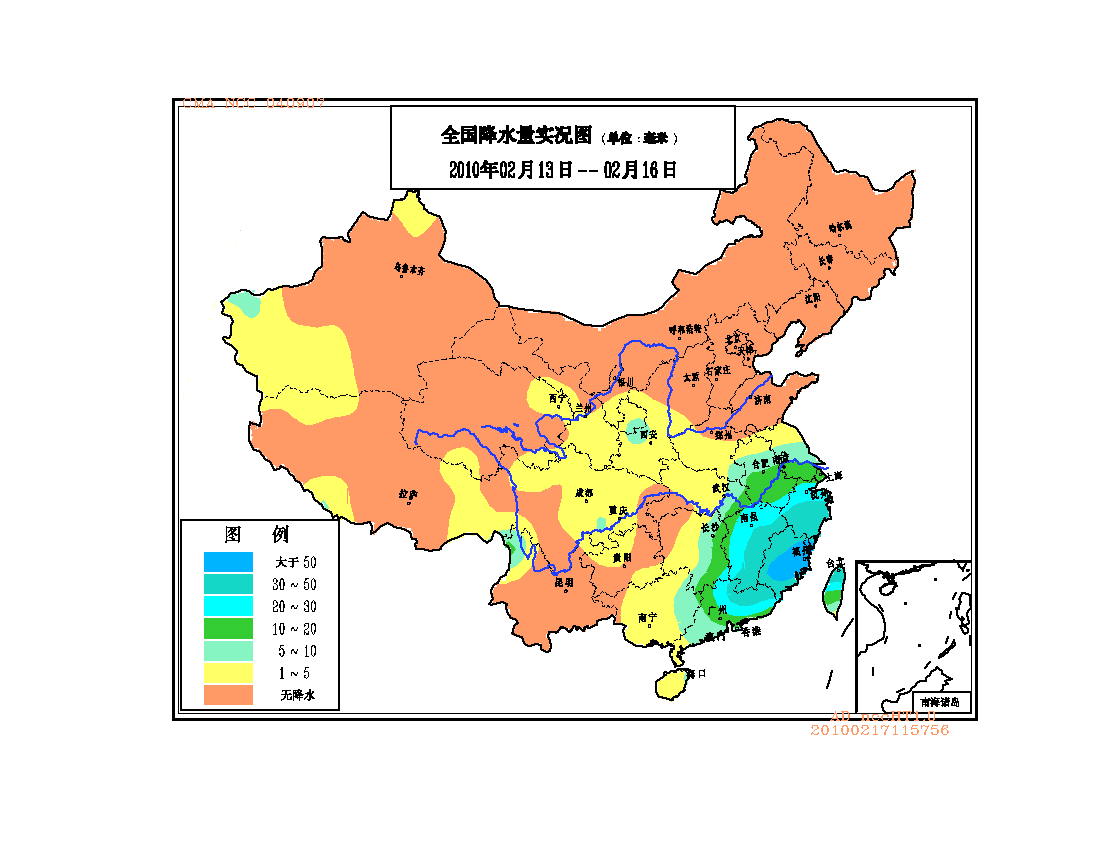 CMA NCC 040902
全国降水量实况图 (单位:毫米)
2010年02月13日 -- 02月16日
哈尔滨
长春
乌鲁木齐
沈阳
呼和浩特
北京
天津
石家庄
太原
银川
西宁
兰州
济南
郑州
西安
合肥
南京
上海
拉萨
成都
武汉
杭州
重庆
南昌
长沙
贵阳
福州
台北
昆明
广州
南宁
香港
澳门
海口
图 例
大于 50
30 ~ 50
20 ~ 30
10 ~ 20
5 ~ 10
1 ~ 5
无降水
南海诸岛
20100217115756